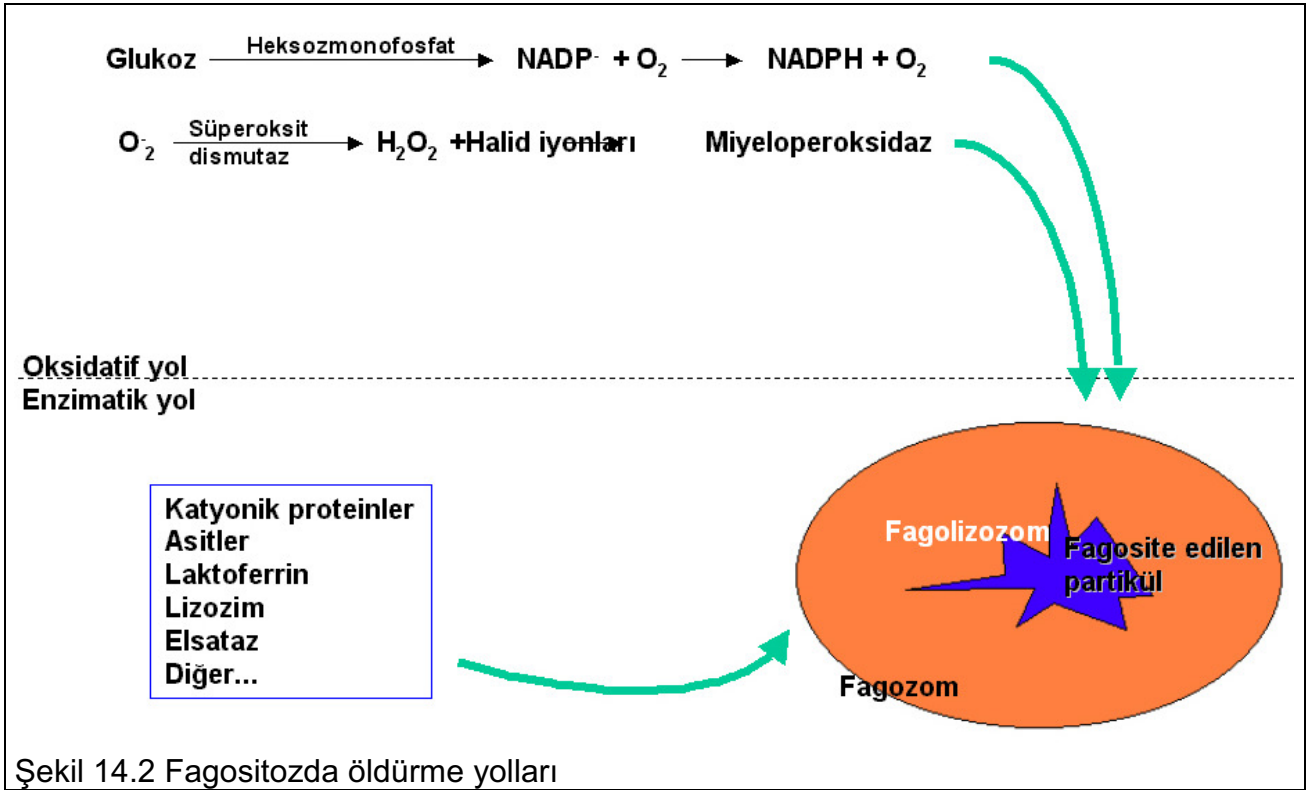 Glukoz Heksozmonofosfat NADP- + O2 NADPH + O2
O-2 Süperoksit dismutaz H2O2 +Halid iyonları Miyeloperoksidaz
Oksidatif yol
Enzimatik yol
Katyonik proteinler
Asitler
Laktoferrin
Lizozim
Elsataz
Diğer...
Fagolizozom
Fagosite edilen
partikül
Fagozom
Şekil 14.2 Fagositozda öldürme yolları